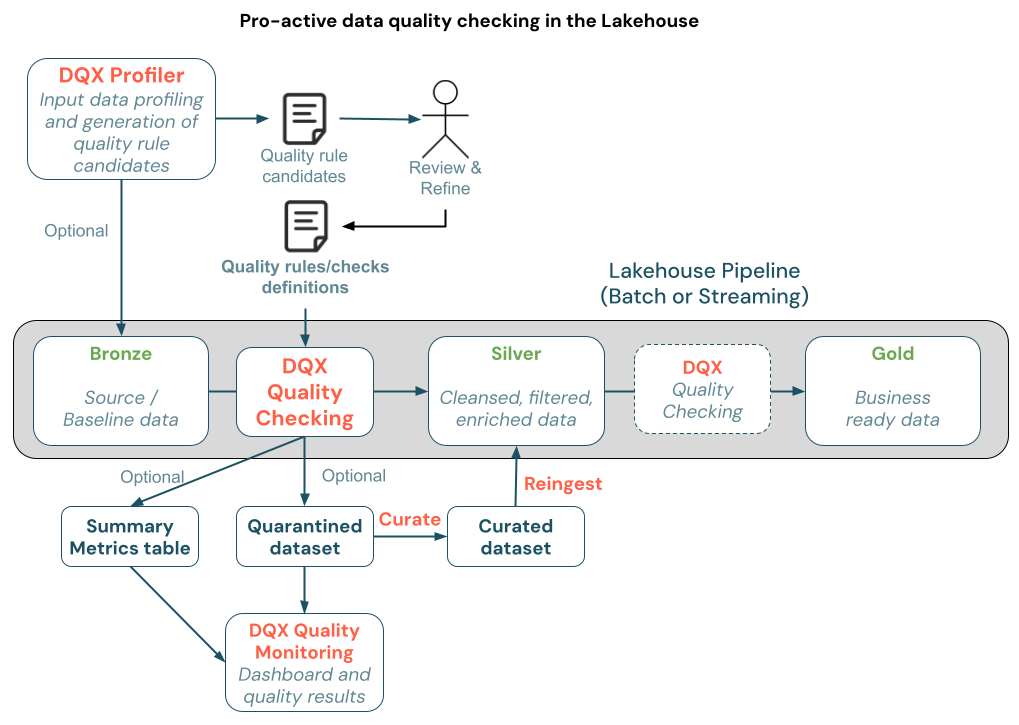 Pro-active data quality checking in the Lakehouse
DQX Profiler
Input data profiling
and generation of
quality rule
candidates
Quality rule
candidates
Review &
Refine
Optional
Quality rules/checks
definitions
Lakehouse Pipeline
(Batch or Streaming)
Bronze
Source /
Baseline data
DQX
Quality
Checking
Silver
Cleansed, filtered,
enriched data
DQX
Quality
Checking
Gold
Business
ready data
Optional
Optional
Reingest
Summary
Metrics table
Quarantined
dataset
Curate
Curated
dataset
DQX Quality
Monitoring
Dashboard and
quality results